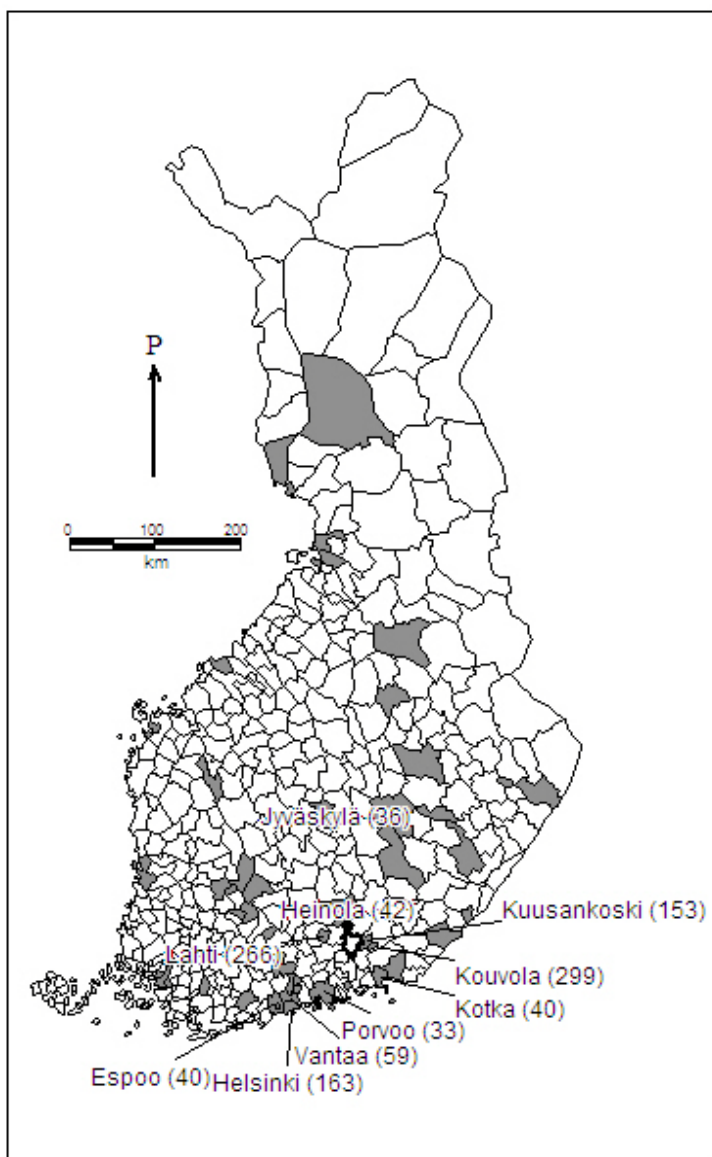 P
0 100 200
km
Jyväskylä (36)
Heinola (42)
Kuusankoski (153)
Lahti (266)
Kouvola (299)
Kotka (40)
Porvoo (33)
Vantaa (59)
Espoo (40)
Helsinki (163)